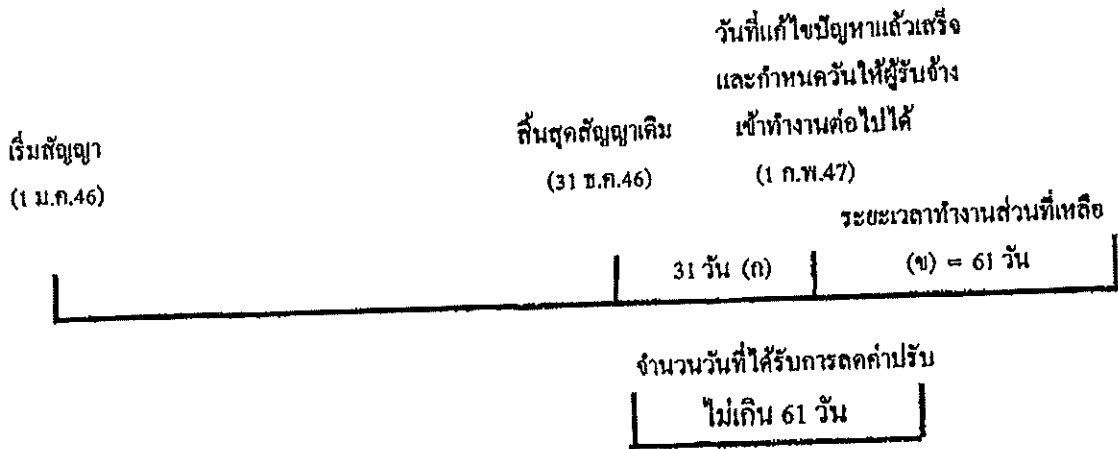 วันที่แก้ไขปัญหาแล้วเสร็จ
และกำหนดวันให้ผู้รับจ้าง
เข้าทำงานต่อไปได้
(1 ก.พ.47)
สิ้นสุดสัญญาเดิม
(31 ธ.ค.46)
เริ่มสัญญา
(1 ม.ค.46)
ระยะเวลาทำงานส่วนที่เหลือ
31 วัน (ก)
(ข) = 61 วัน
จำนวนวันที่ได้รับการลดค่าปรับ
ไม่เกิน 61 วัน